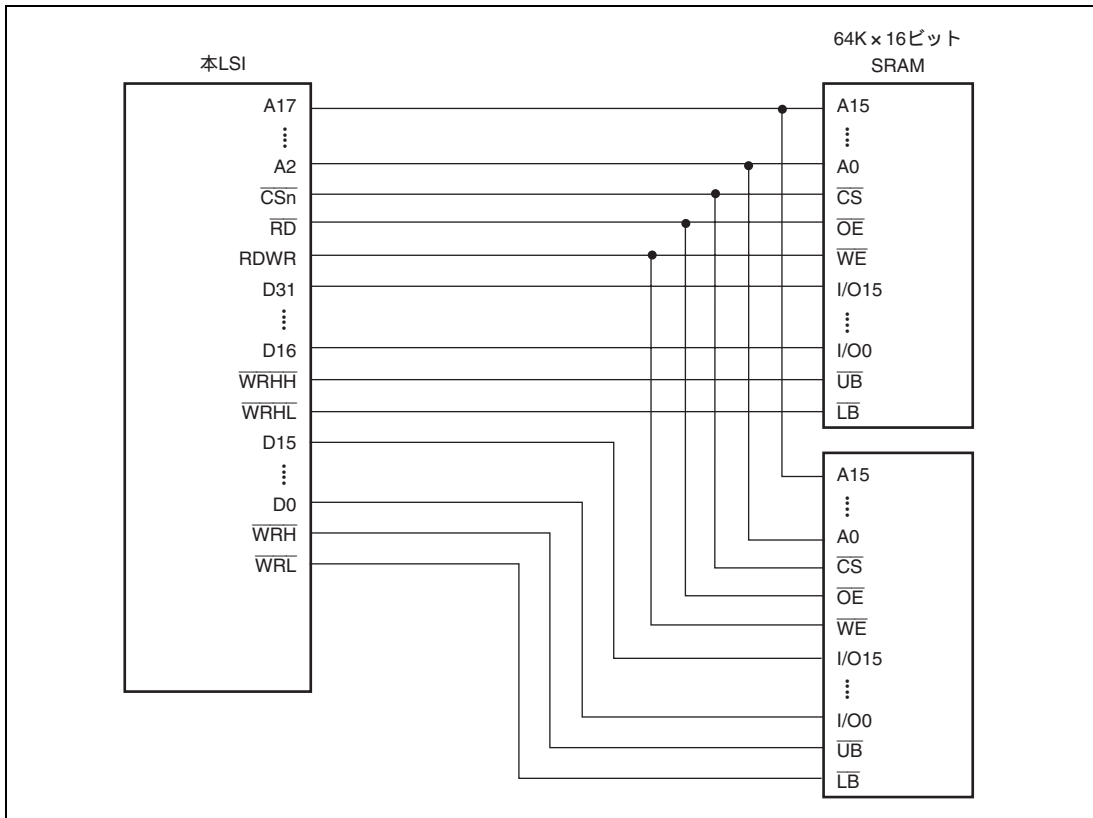 本LSI
A17
A2
CSn
RD
RDWR
D31
D16
WRHH
WRHL
D15
D0
WRH
WRL
64K×16ビット
SRAM
A15
A0
CS
OE
WE
I/O15
I/O0
UB
LB
A15
A0
CS
OE
WE
I/O15
I/O0
UB
LB